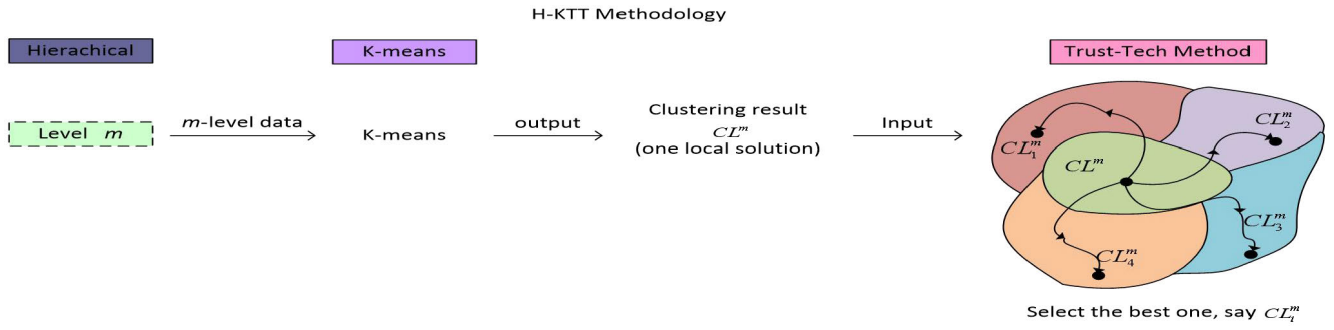 H-KTT Methodology
Hierachical
K-means
Trust-Tech Method
Level m
m-level data
K-means
output
Clustering result
CL^m
(one local solution)
Input
CL_1^m
CL_2^m
CL^m
CL_3^m
CL_4^m
Select the best one, say CL_i^m